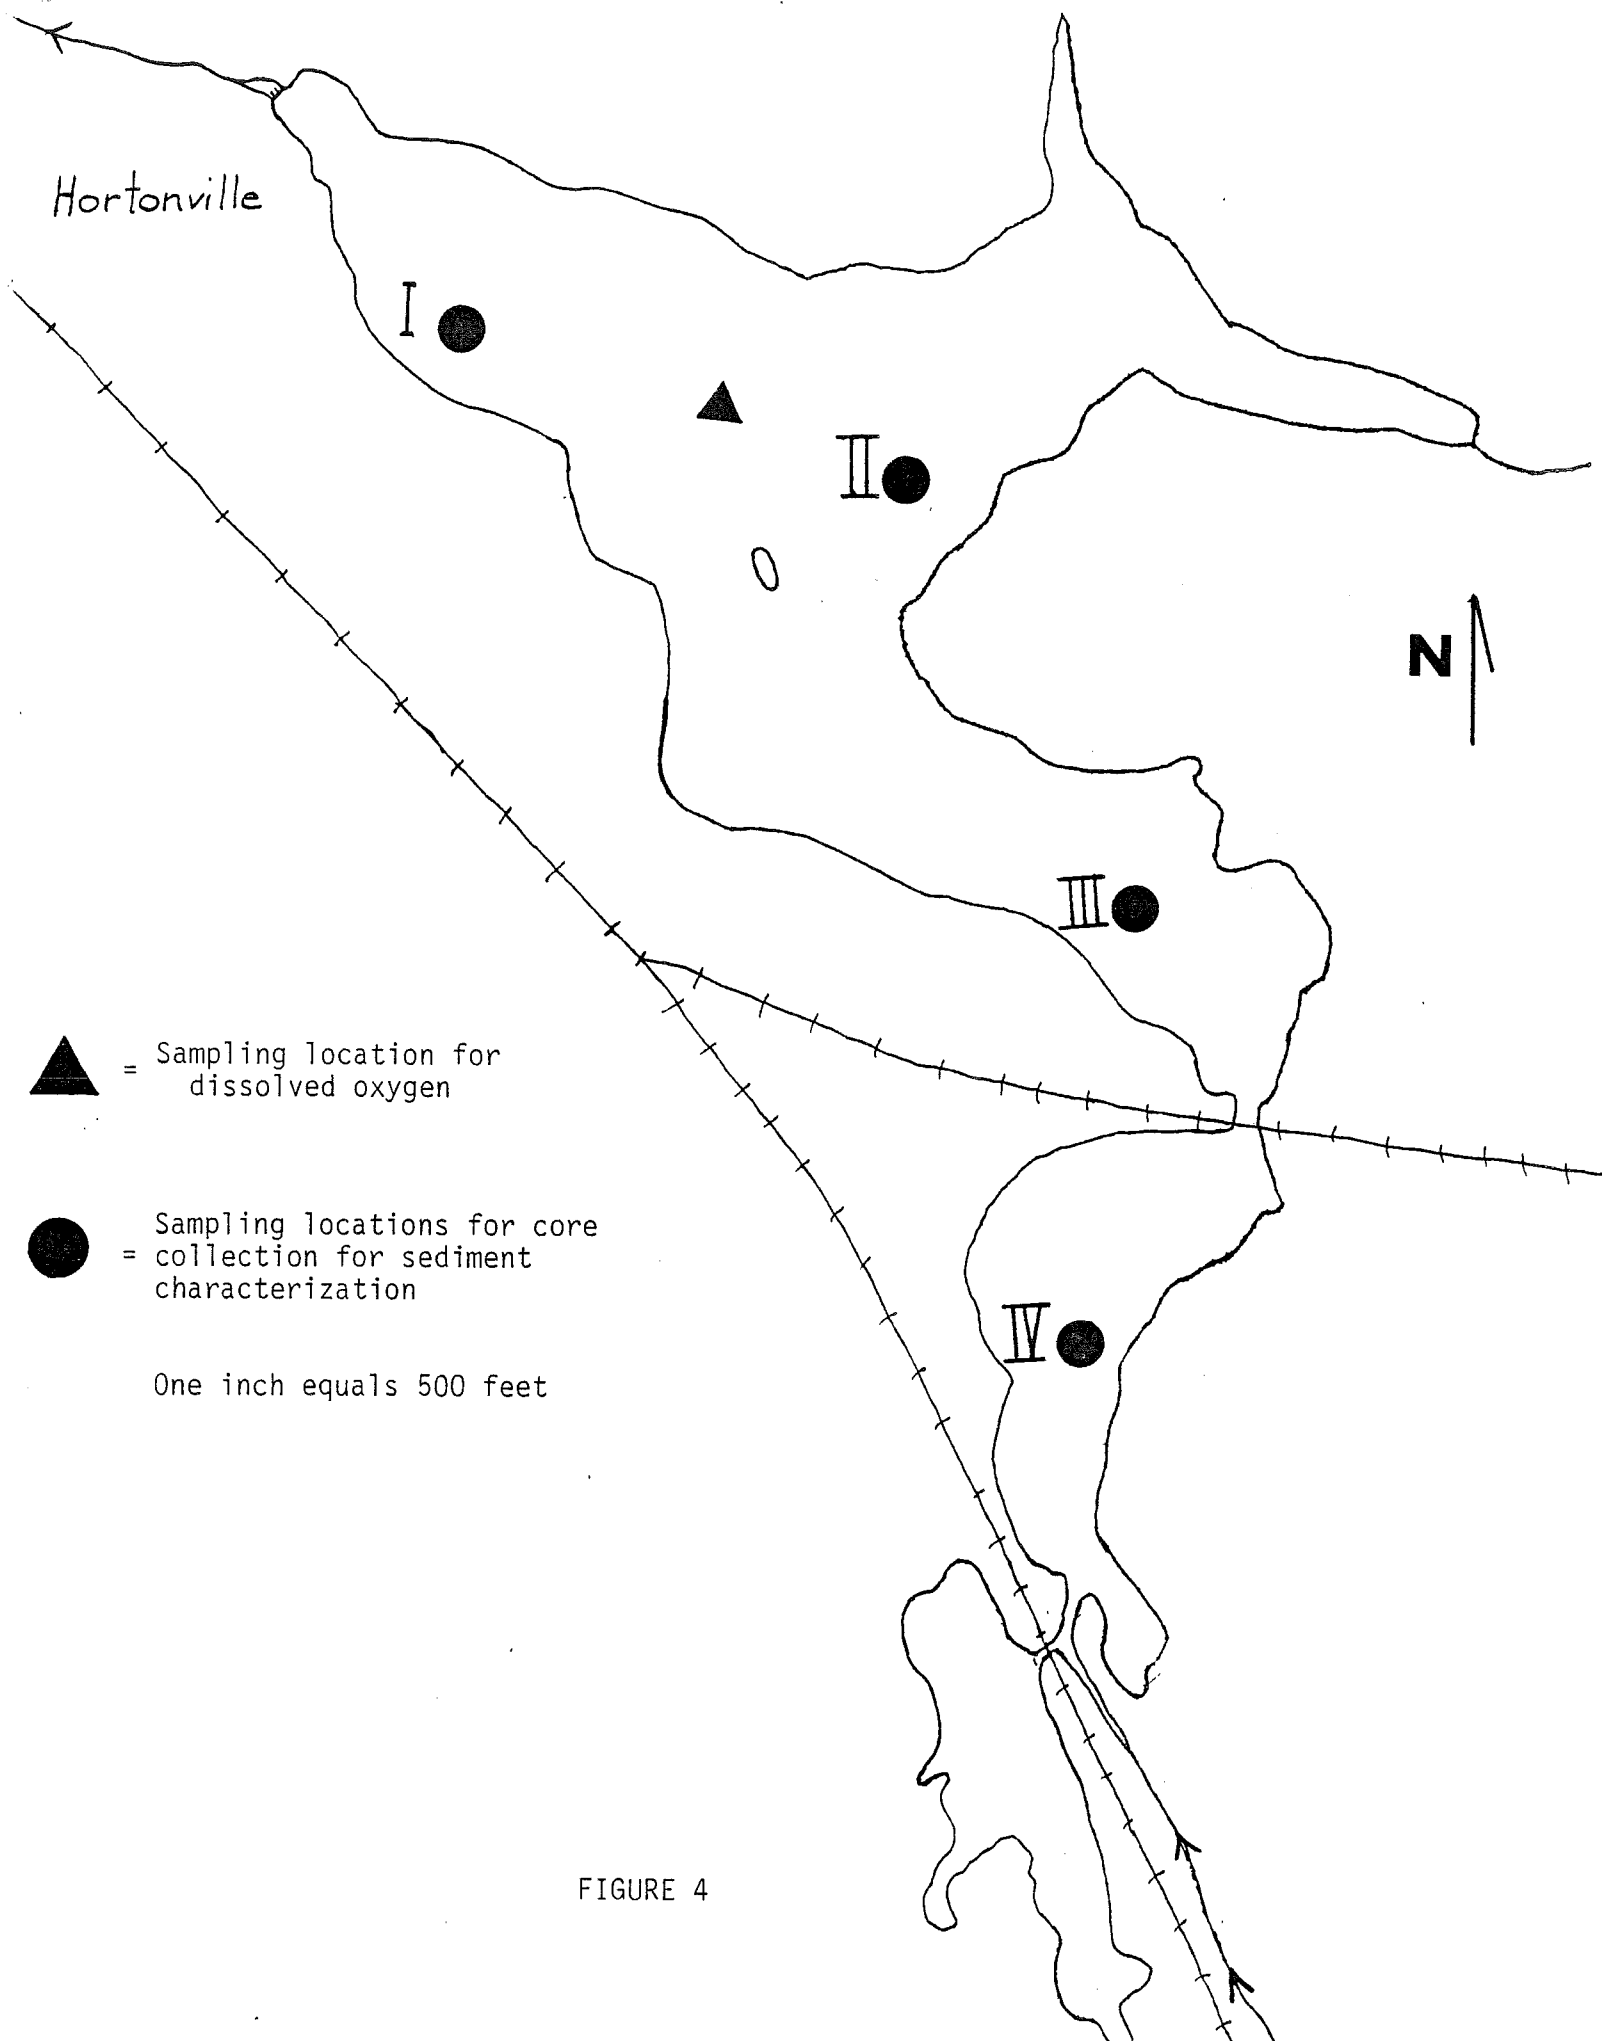 Hortonville
I
II
N
III
= Sampling location for
dissolved oxygen
Sampling locations for core
= collection for sediment
characterization
IV
One inch equals 500 feet
FIGURE 4